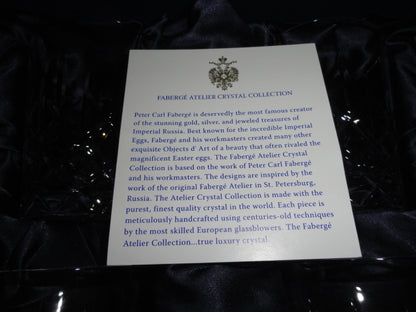 FABERGÉ ATELIER CRYSTAL COLLECTION
Peter Carl Fabergé is deservedly the most famous creator
of the stunning gold, silver, and jeweled treasures of
Imperial Russia. Best known for the incredible Imperial
Eggs, Fabergé and his workmasters created many other
exquisite Objects d' Art of a beauty that often rivaled the
magnificent Easter eggs. The Fabergé Atelier Crystal
Collection is based on the work of Peter Carl Fabergé
and his workmasters. The designs are inspired by the
work of the original Fabergé Atelier in St. Petersburg,
Russia. The Atelier Crystal Collection is made with the
purest, finest quality crystal in the world. Each piece is
meticulously handcrafted using centuries-old techniques
by the most skilled European glassblowers. The Fabergé
Atelier Collection...true luxury crystal.